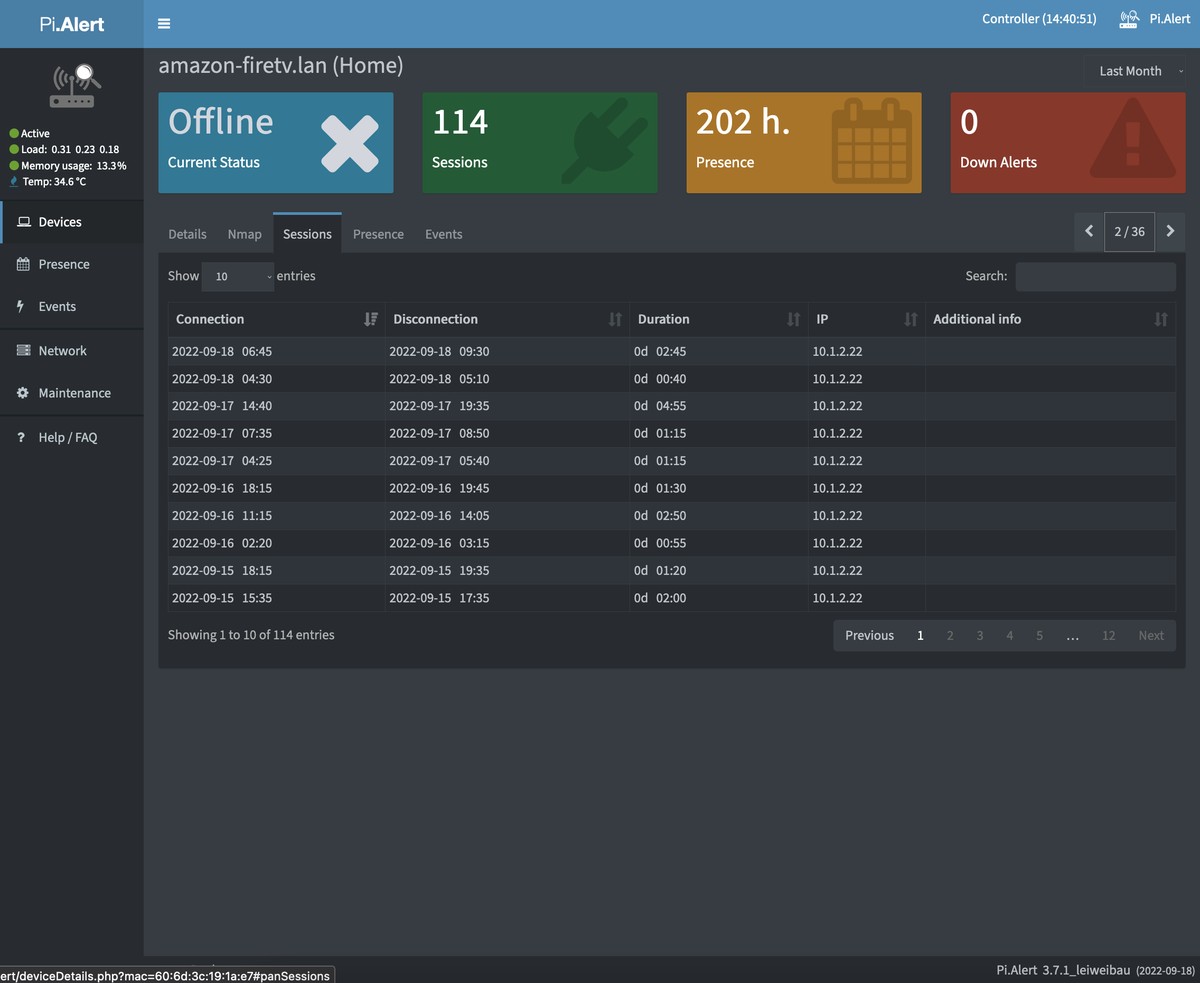 Pi.Alert
Controller (14:40:51) Pi.Alert
amazon-firetv.lan (Home)
Last Month
Active
Load: 0.31 0.23 0.18
Memory usage: 13.3%
Temp: 34.6 °C
Offline
Current Status
114
Sessions
202 h.
Presence
0
Down Alerts
Devices
Presence
Events
Network
Maintenance
Help / FAQ
Details Nmap Sessions Presence Events
2 / 36
Show 10 entries
Search:
Connection Disconnection Duration IP Additional info
2022-09-18 06:45 2022-09-18 09:30 0d 02:45 10.1.2.22
2022-09-18 04:30 2022-09-18 05:10 0d 00:40 10.1.2.22
2022-09-17 14:40 2022-09-17 19:35 0d 04:55 10.1.2.22
2022-09-17 07:35 2022-09-17 08:50 0d 01:15 10.1.2.22
2022-09-17 04:25 2022-09-17 05:40 0d 01:15 10.1.2.22
2022-09-16 18:15 2022-09-16 19:45 0d 01:30 10.1.2.22
2022-09-16 11:15 2022-09-16 14:05 0d 02:50 10.1.2.22
2022-09-16 02:20 2022-09-16 03:15 0d 00:55 10.1.2.22
2022-09-15 18:15 2022-09-15 19:35 0d 01:20 10.1.2.22
2022-09-15 15:35 2022-09-15 17:35 0d 02:00 10.1.2.22
Showing 1 to 10 of 114 entries
Previous 1 2 3 4 5 … 12 Next
ert/deviceDetails.php?mac=60:6d:3c:19:1a:e7#panSessions
Pi.Alert 3.7.1_leiweibau (2022-09-18)